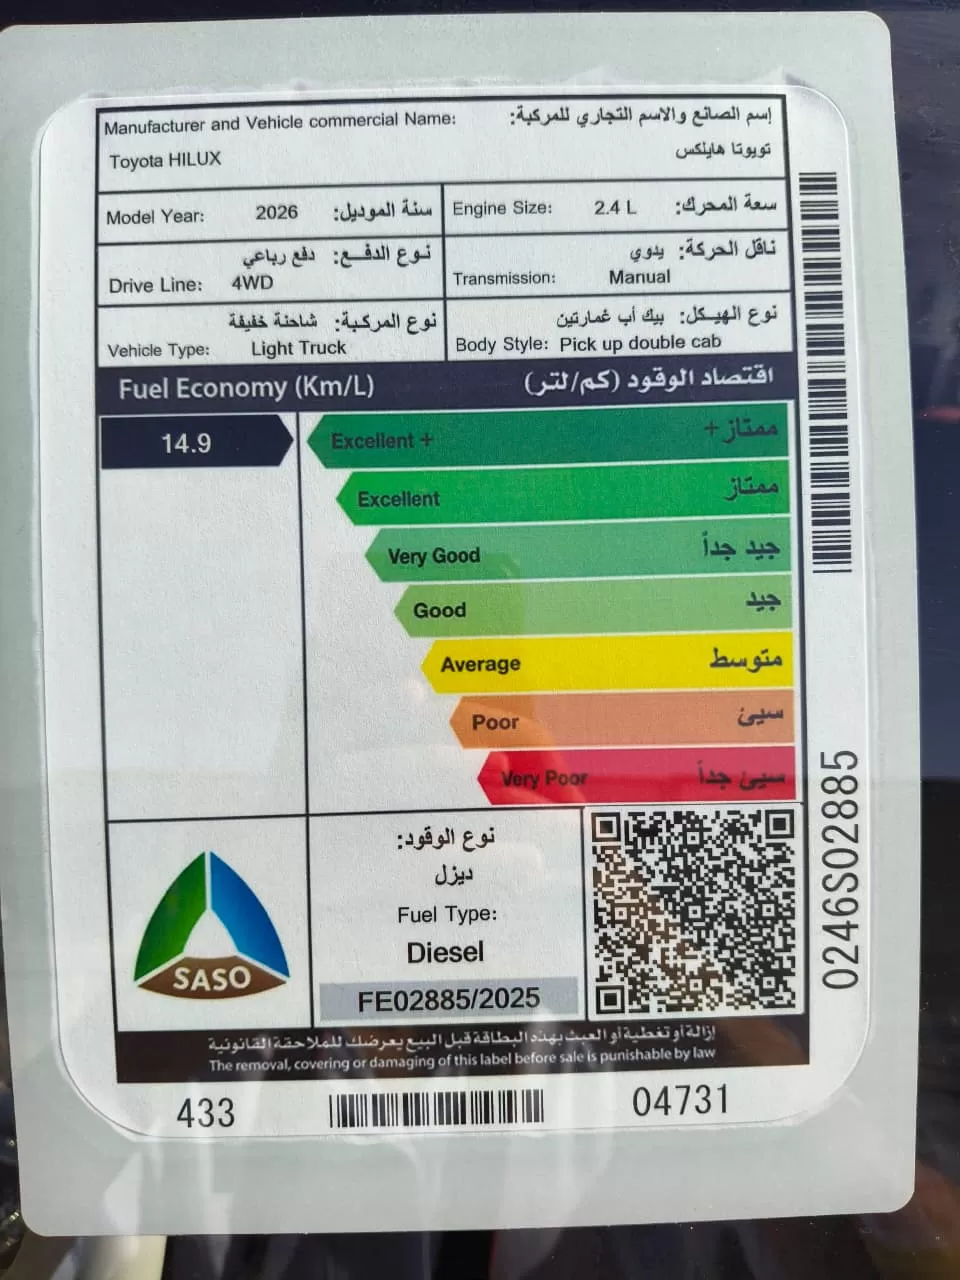 Manufacturer and Vehicle commercial Name: إسم الصانع والاسم التجاري للمركبة:
Toyota HILUX تويوتا هايلكس
Model Year: 2026 سنة الموديل:
Engine Size: 2.4 L سعة المحرك:
نوع الدفع: دفع رباعي
Drive Line: 4WD
ناقل الحركة: يدوي
Transmission: Manual
نوع المركبة: شاحنة خفيفة
Vehicle Type: Light Truck
نوع الهيكل: بيك أب غمارتين
Body Style: Pick up double cab
Fuel Economy (Km/L) اقتصاد الوقود (كم/لتر)
14.9
Excellent + ممتاز+
Excellent ممتاز
Very Good جيد جداً
Good جيد
Average متوسط
Poor سيئ
Very Poor سيئ جداً
SASO
نوع الوقود:
ديزل
Fuel Type:
Diesel
FE02885/2025
إزالة أو تغطية أو العبث بهذه البطاقة قبل البيع يعرضك للملاحقة القانونية
The removal, covering or damaging of this label before sale is punishable by law
433 04731
0246S02885